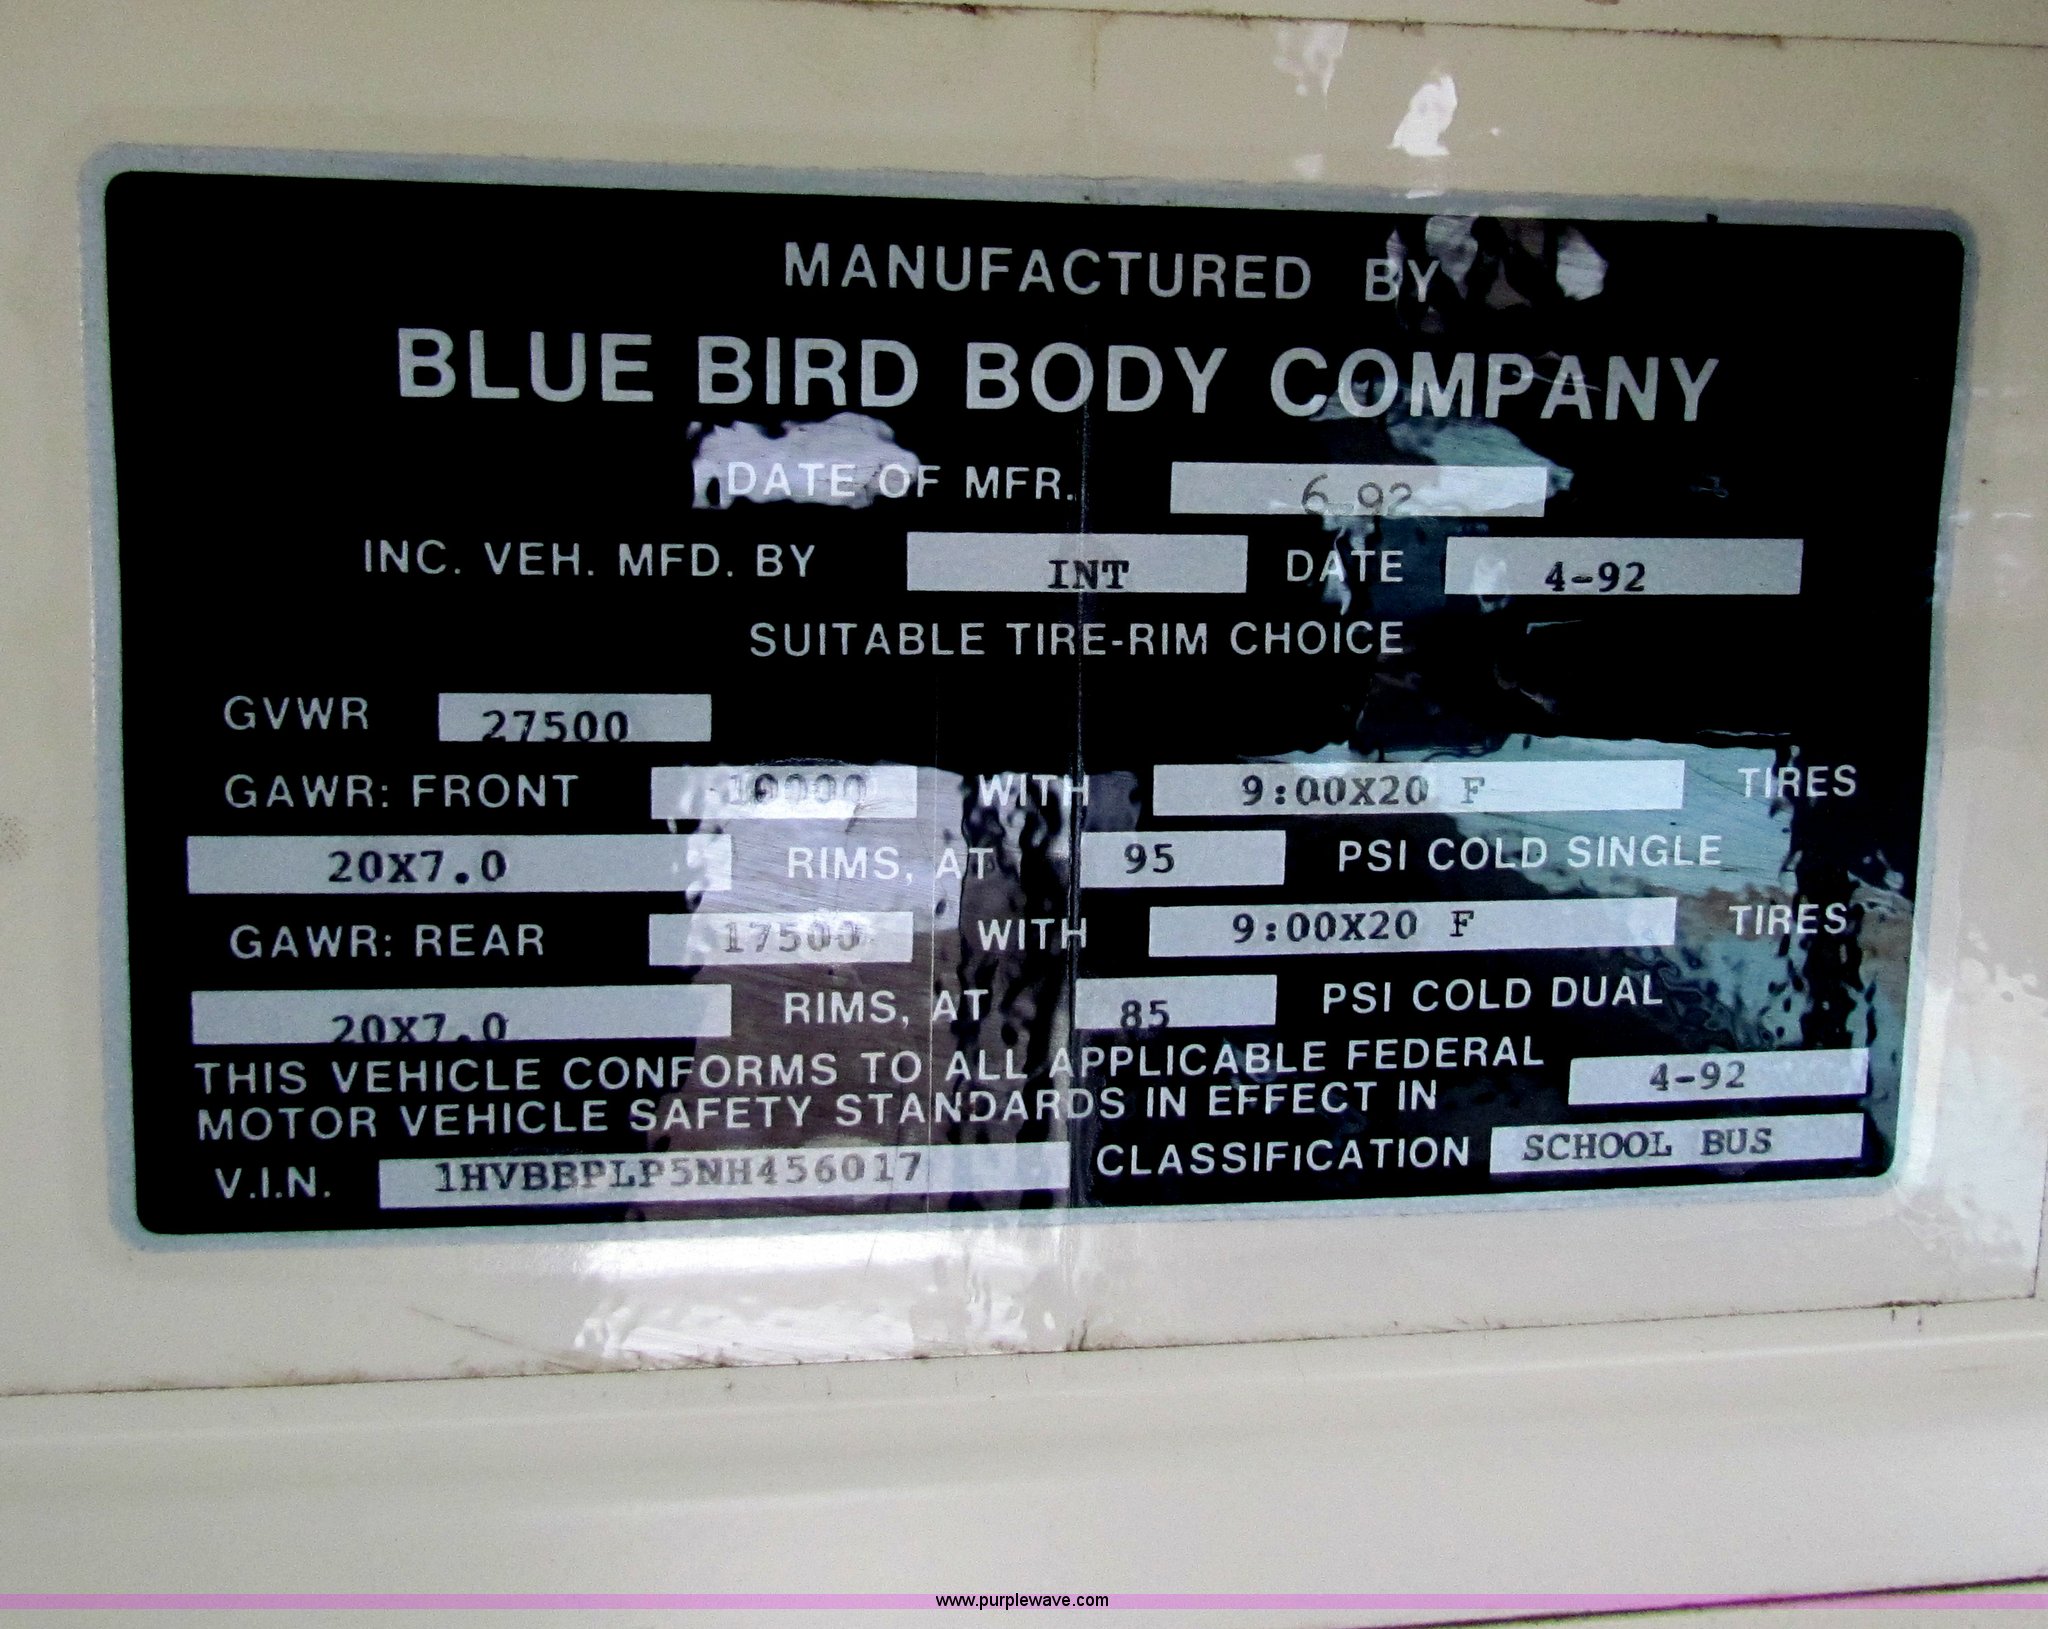 MANUFACTURED BY
BLUE BIRD BODY COMPANY
DATE OF MFR. 6 92
INC. VEH. MFD. BY INT DATE 4-92
SUITABLE TIRE-RIM CHOICE
GVWR 27500
GAWR: FRONT 10000 WITH 9:00X20 F TIRES
20X7.0 RIMS, AT 95 PSI COLD SINGLE
GAWR: REAR 17500 WITH 9:00X20 F TIRES
20X7.0 RIMS, AT 85 PSI COLD DUAL
THIS VEHICLE CONFORMS TO ALL APPLICABLE FEDERAL
MOTOR VEHICLE SAFETY STANDARDS IN EFFECT IN 4-92
V.I.N. 1HVBBPLP5NH456017 CLASSIFICATION SCHOOL BUS
www.purplewave.com